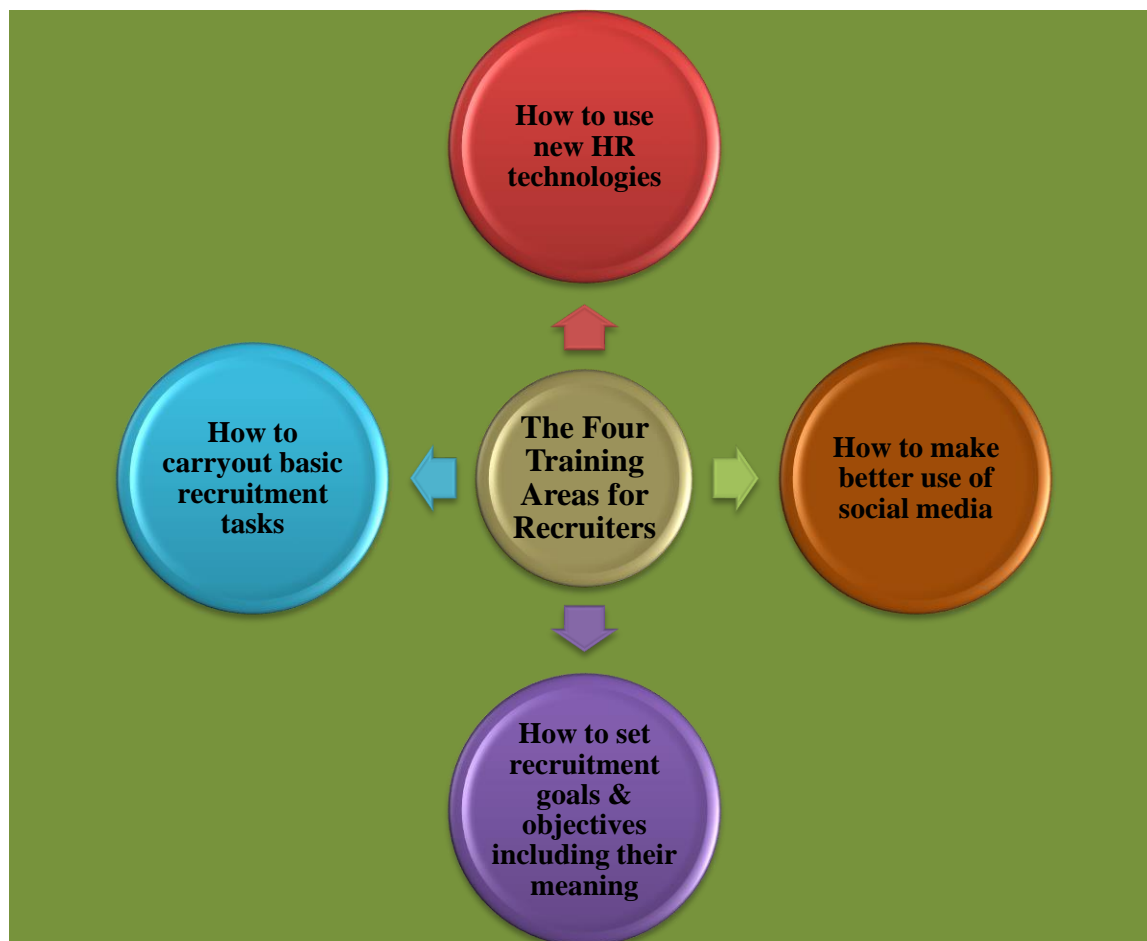 How to use
new HR
technologies
How to
carryout basic
recruitment
tasks
The Four
Training
Areas for
Recruiters
How to make
better use of
social media
How to set
recruitment
goals &
objectives
including their
meaning